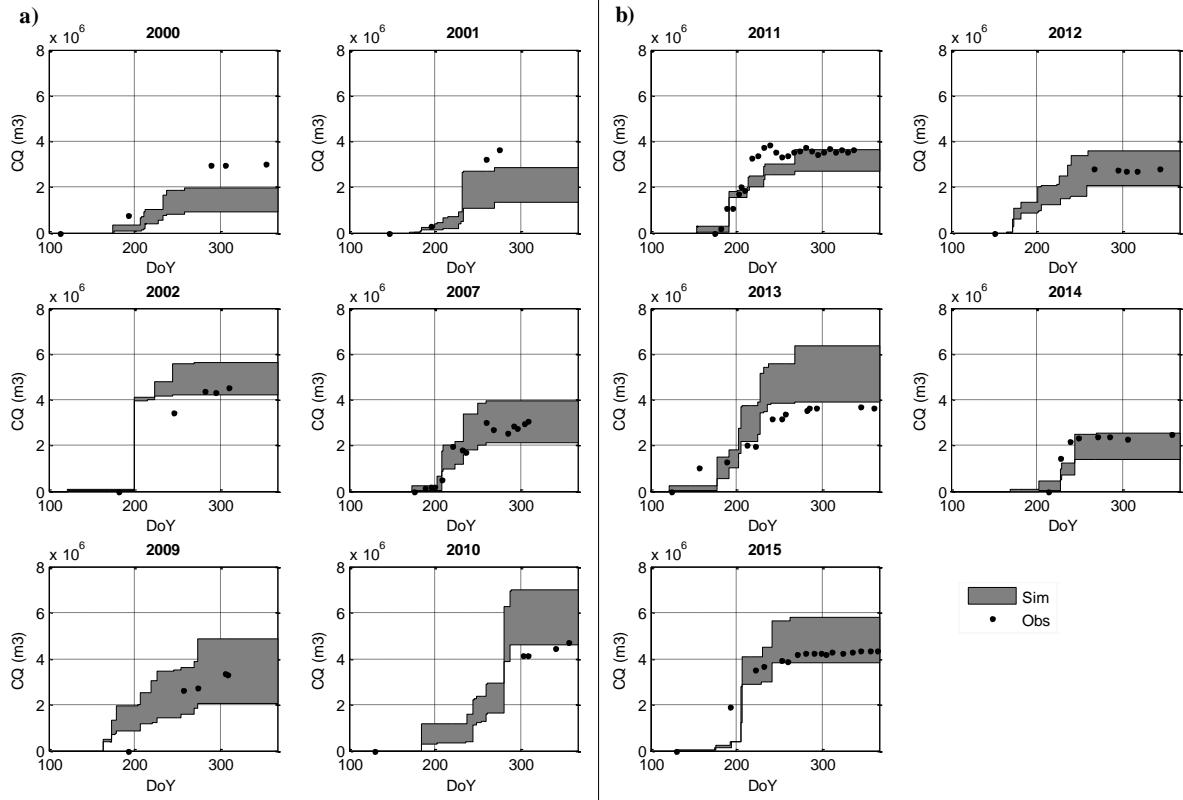 a)
2000
x 10^6
8
6
4
2
0
CQ (m3)
100 200 300
DoY
2001
x 10^6
8
6
4
2
0
CQ (m3)
100 200 300
DoY
2002
x 10^6
8
6
4
2
0
CQ (m3)
100 200 300
DoY
2007
x 10^6
8
6
4
2
0
CQ (m3)
100 200 300
DoY
2009
x 10^6
8
6
4
2
0
CQ (m3)
100 200 300
DoY
2010
x 10^6
8
6
4
2
0
CQ (m3)
100 200 300
DoY
b)
2011
x 10^6
8
6
4
2
0
CQ (m3)
100 200 300
DoY
2012
x 10^6
8
6
4
2
0
CQ (m3)
100 200 300
DoY
2013
x 10^6
8
6
4
2
0
CQ (m3)
100 200 300
DoY
2014
x 10^6
8
6
4
2
0
CQ (m3)
100 200 300
DoY
2015
x 10^6
8
6
4
2
0
CQ (m3)
100 200 300
DoY
Sim
Obs